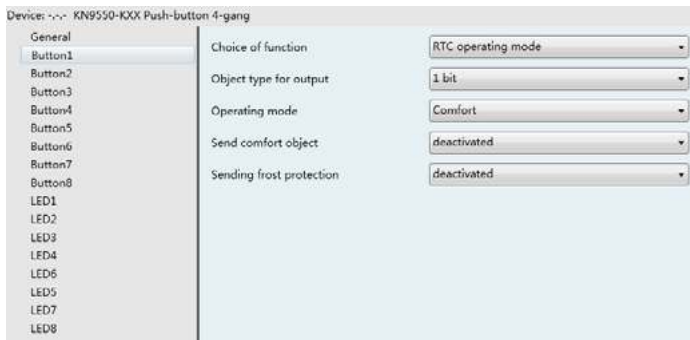 Device: -.-.- KN9550-KXX Push-button 4-gang
General
Button1
Button2
Button3
Button4
Button5
Button6
Button7
Button8
LED1
LED2
LED3
LED4
LED6
LED5
LED7
LED8
Choice of function RTC operating mode
Object type for output 1 bit
Operating mode Comfort
Send comfort object deactivated
Sending frost protection deactivated